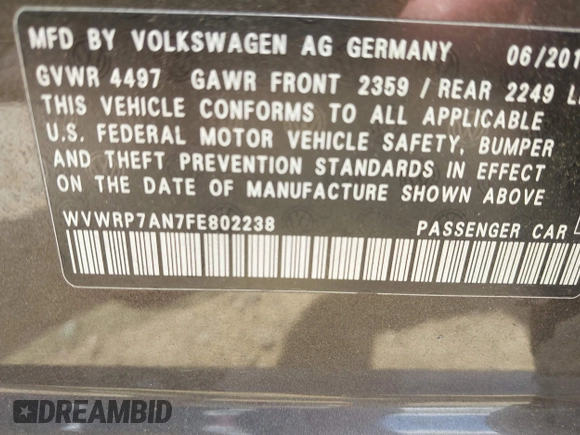 MFD BY VOLKSWAGEN AG GERMANY 06/201
GVWR 4497 GAWR FRONT 2359 / REAR 2249 L
THIS VEHICLE CONFORMS TO ALL APPLICABLE
U.S. FEDERAL MOTOR VEHICLE SAFETY, BUMPER
AND THEFT PREVENTION STANDARDS IN EFFECT
ON THE DATE OF MANUFACTURE SHOWN ABOVE
WVWRP7AN7FE802238 PASSENGER CAR
DREAMBID